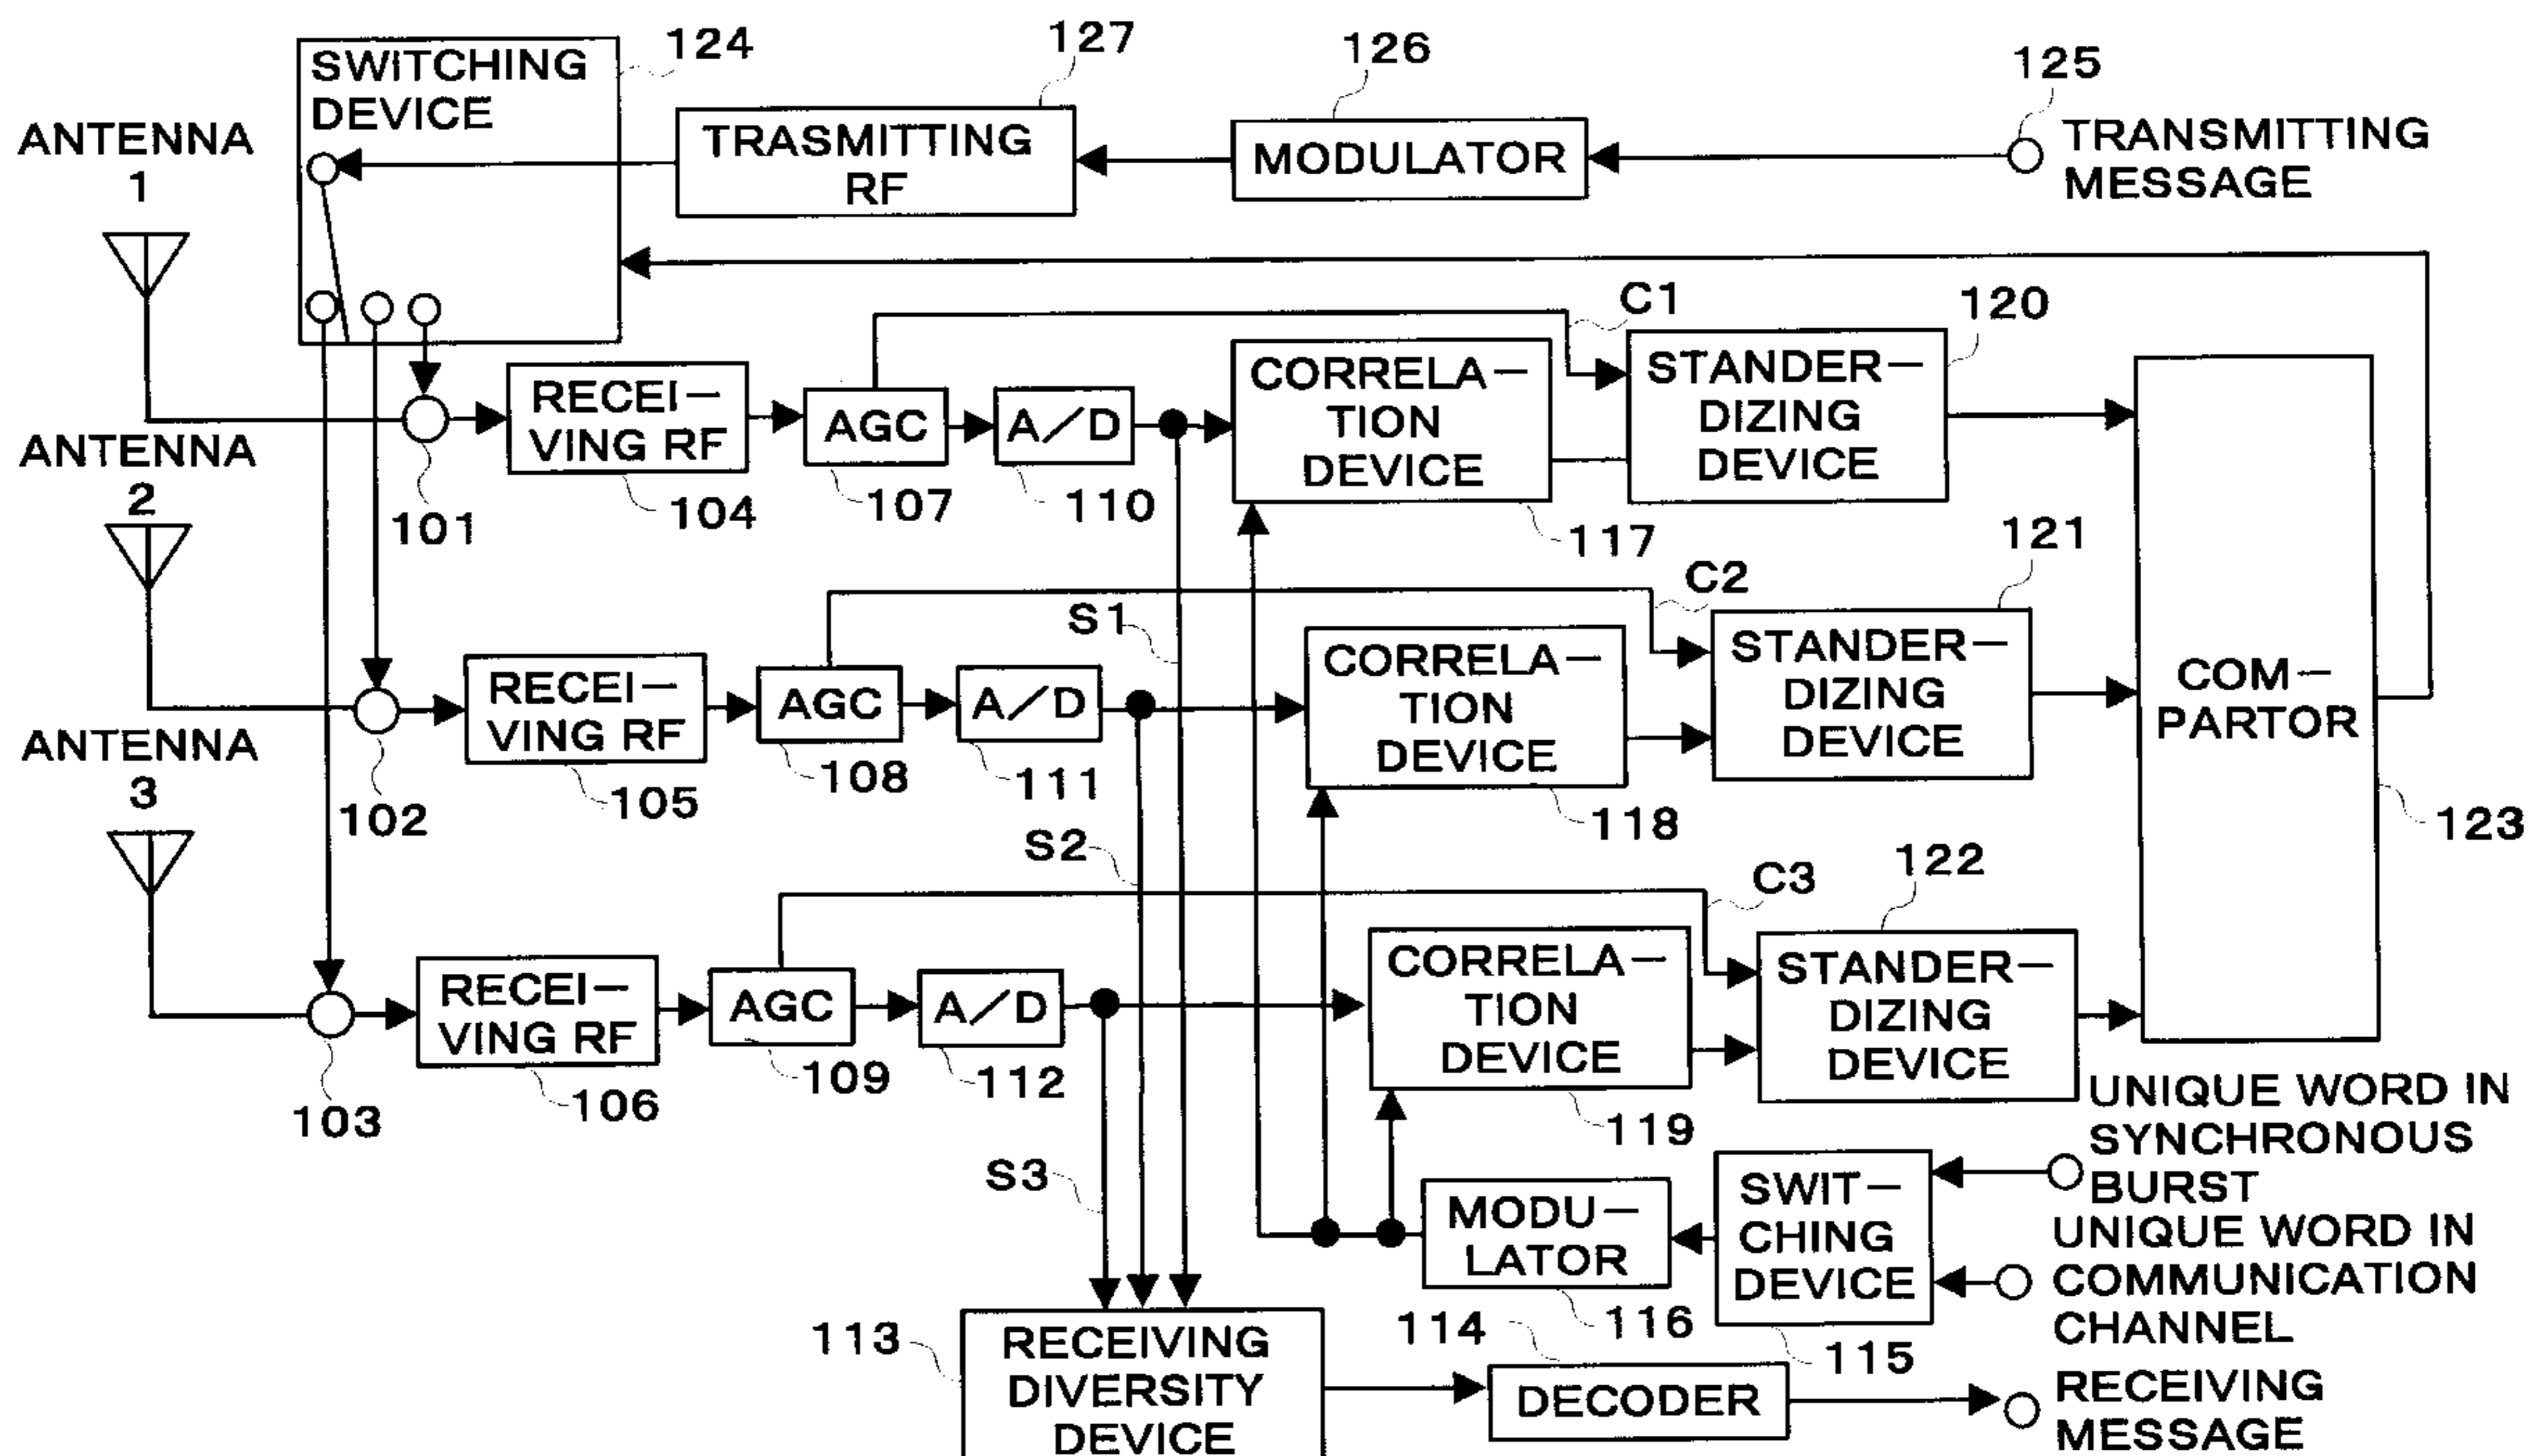 SWITCHING
DEVICE
124
127
126
125
ANTENNA
1
TRASMITTING
RF
MODULATOR
TRANSMITTING
MESSAGE
C1
120
RECEI—
VING RF
AGC
A/D
CORRELA—
TION
DEVICE
STANDER—
DIZING
DEVICE
101
104
107
110
117
ANTENNA
2
121
C2
S1
RECEI—
VING RF
AGC
A/D
CORRELA—
TION
DEVICE
STANDER—
DIZING
DEVICE
COM—
PARTOR
102
105
108
111
118
123
ANTENNA
3
S2
122
C3
RECEI—
VING RF
AGC
A/D
CORRELA—
TION
DEVICE
STANDER—
DIZING
DEVICE
103
106
109
112
119
UNIQUE WORD IN
SYNCHRONOUS
BURST
S3
MODU—
LATOR
SWIT—
CHING
DEVICE
UNIQUE WORD IN
COMMUNICATION
CHANNEL
116
115
113
114
RECEIVING
DIVERSITY
DEVICE
DECODER
RECEIVING
MESSAGE